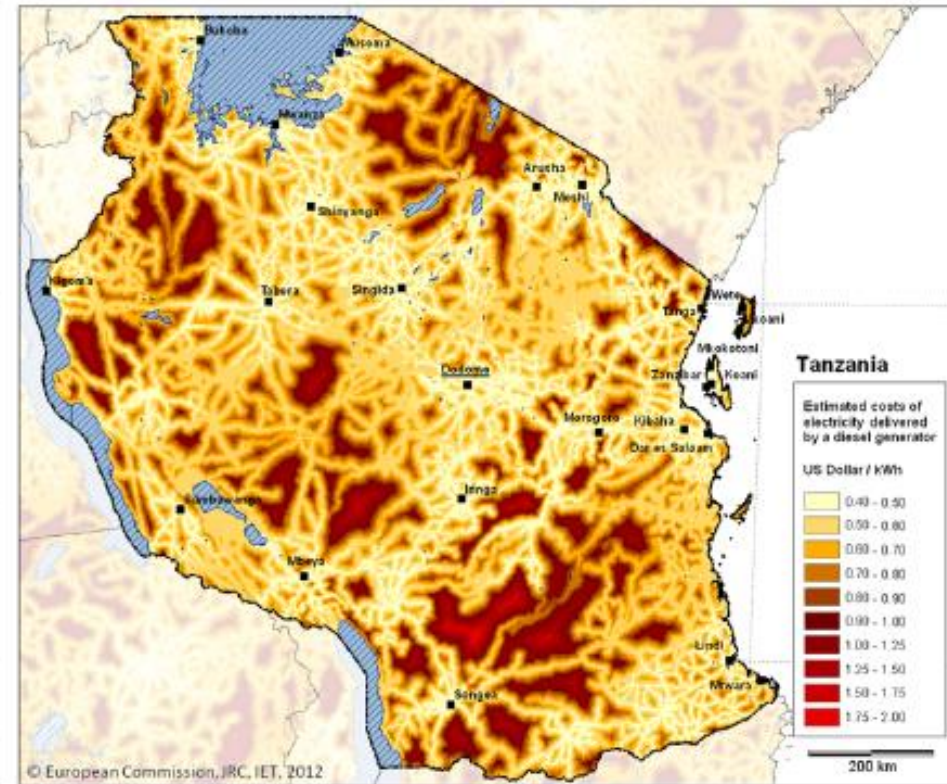 Bukoba
Musoma
Mwanza
Arusha
Moshi
Shinyanga
Kigoma
Tabora
Singida
Tanga
Wete
Koani
Mkokotoni
Dodoma
Zanzibar
Koani
Morogoro
Kibaha
Dar es Salaam
Iringa
Sumbawanga
Mbeya
Lindi
Mtwara
Songea
Tanzania
Estimated costs of
electricity delivered
by a diesel generator
US Dollar / kWh
0.40 - 0.50
0.50 - 0.60
0.60 - 0.70
0.70 - 0.80
0.80 - 0.90
0.90 - 1.00
1.00 - 1.25
1.25 - 1.50
1.50 - 1.75
1.75 - 2.00
200 km
© European Commission, JRC, IET, 2012